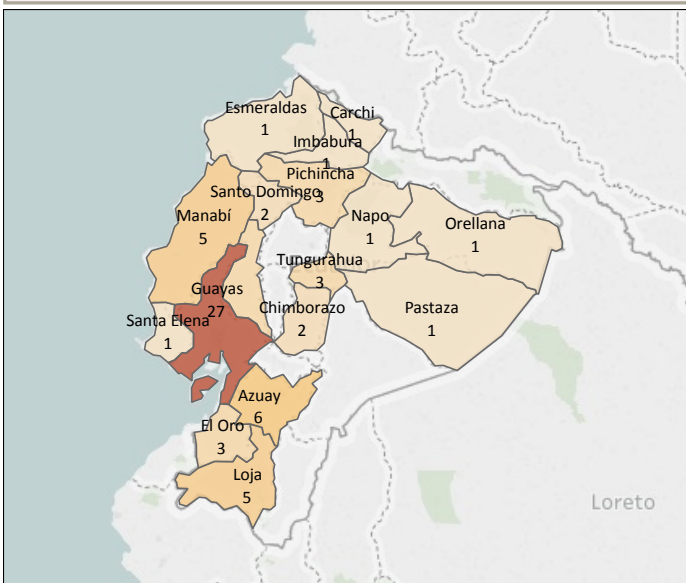 Esmeraldas
1
Carchi
1
Imbabura
1
Pichincha
3
Santo Domingo
2
Manabí
5
Napo
1
Orellana
1
Tungurahua
3
Guayas
27
Chimborazo
2
Pastaza
1
Santa Elena
1
Azuay
6
El Oro
3
Loja
5
Loreto